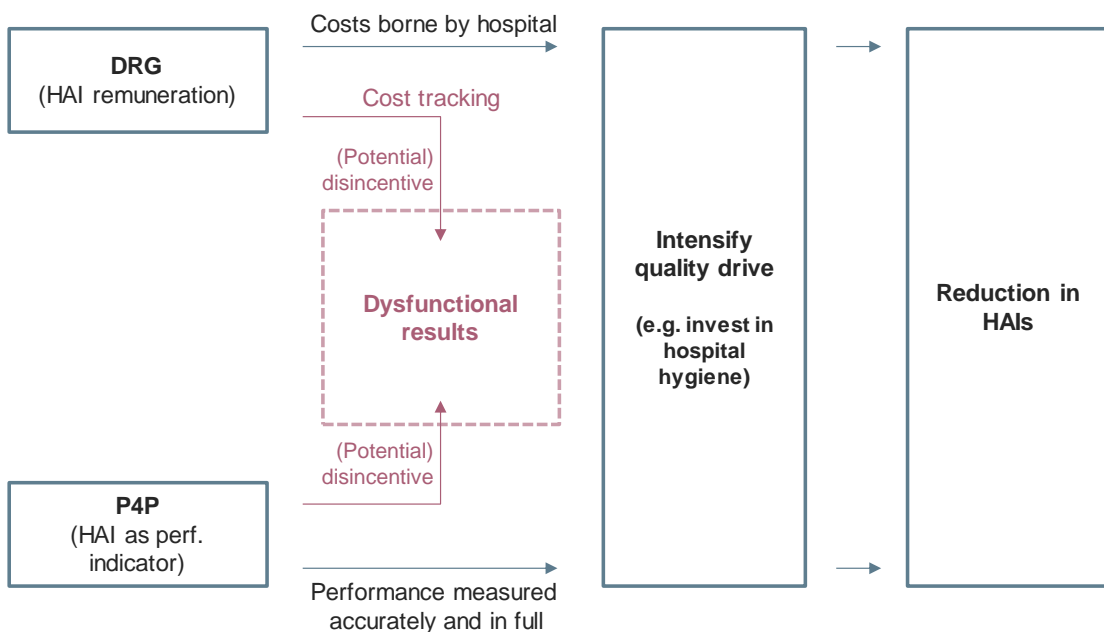 Costs borne by hospital
DRG
(HAI remuneration)
Cost tracking
(Potential)
disincentive
Dysfunctional
results
(Potential)
disincentive
P4P
(HAI as perf.
indicator)
Performance measured
accurately and in full
Intensify
quality drive
(e.g. invest in
hospital
hygiene)
Reduction in
HAIs